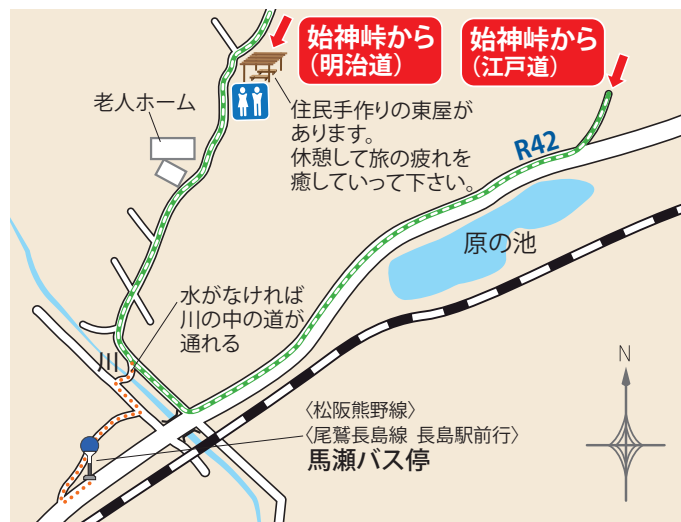 始神峠から
(明治道)
始神峠から
(江戸道)
老人ホーム
住民手作りの東屋が
あります。
休憩して旅の疲れを
癒していって下さい。
R42
原の池
水がなければ
川の中の道が
通れる
川
N
〈松阪熊野線〉
〈尾鷲長島線 長島駅前行〉
馬瀬バス停